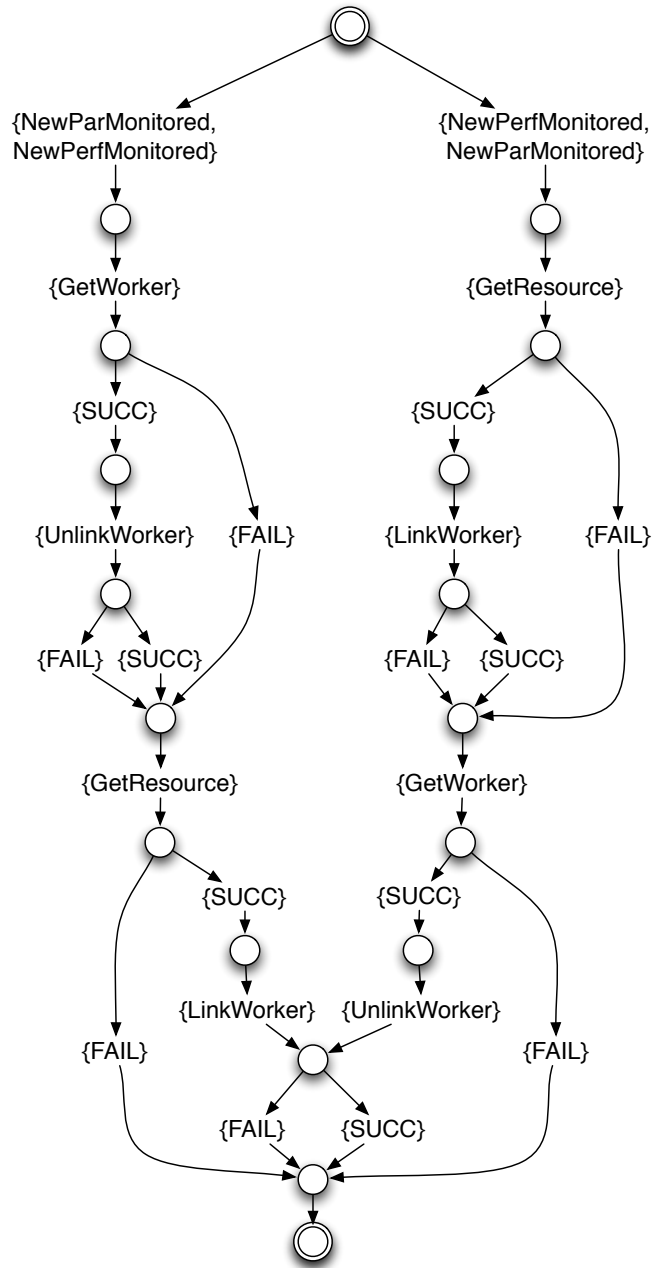 {NewParMonitored,
NewPerfMonitored}
{NewPerfMonitored,
NewParMonitored}
{GetWorker}
{GetResource}
{SUCC}
{SUCC}
{UnlinkWorker}
{FAIL}
{LinkWorker}
{FAIL}
{FAIL}
{SUCC}
{FAIL}
{SUCC}
{GetResource}
{GetWorker}
{SUCC}
{SUCC}
{LinkWorker}
{UnlinkWorker}
{FAIL}
{FAIL}
{FAIL}
{SUCC}